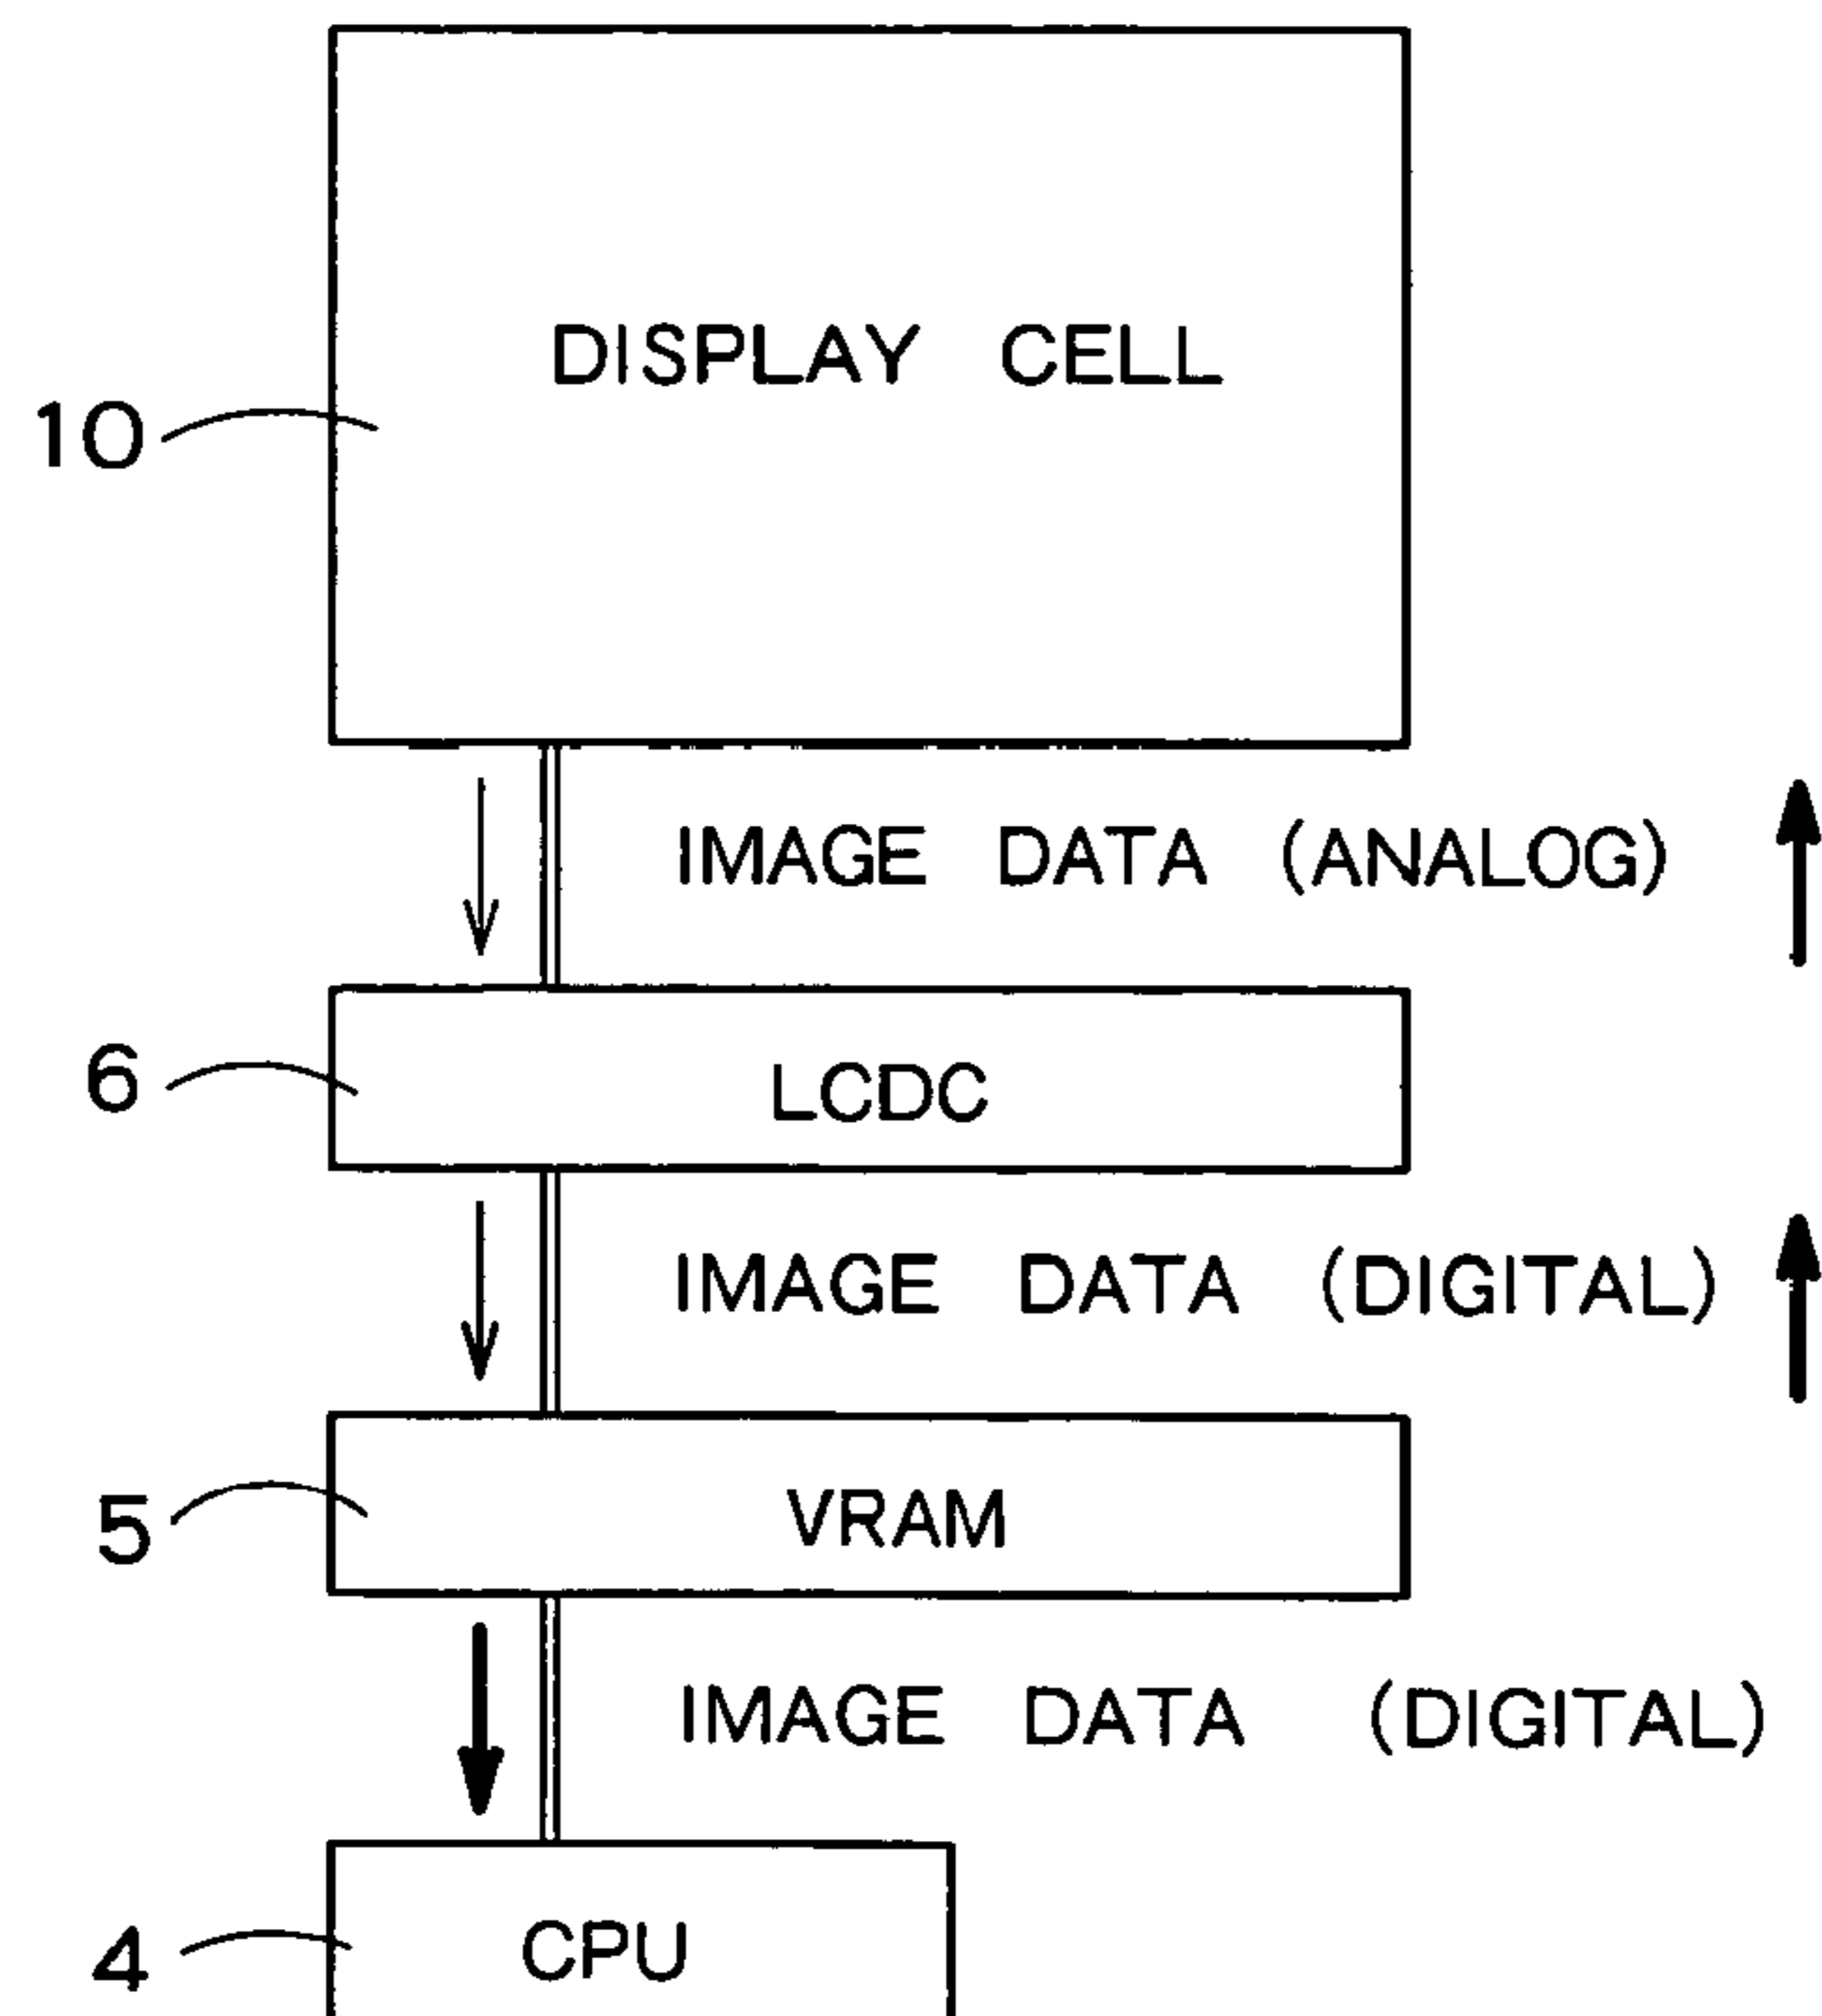 DISPLAY CELL
10
IMAGE DATA (ANALOG)
6
LCDC
IMAGE DATA (DIGITAL)
5
VRAM
IMAGE DATA (DIGITAL)
4
CPU